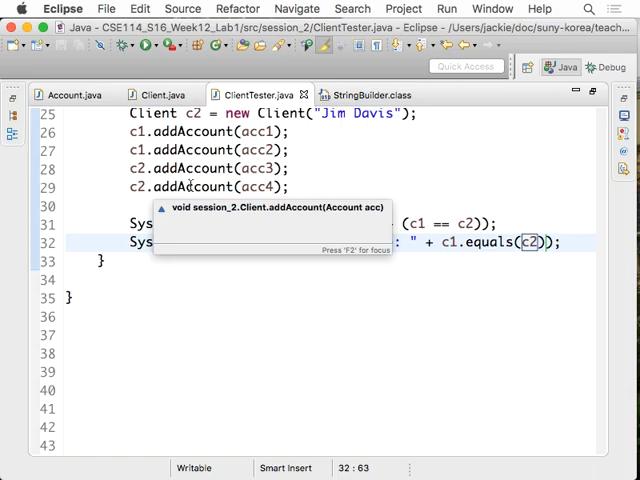 Eclipse File Edit Source Refactor Navigate Search Project Run Window Help
Java - CSE114_S16_Week12_Lab1/src/session_2/ClientTester.java - Eclipse - /Users/jackie/doc/suny-korea/teach...
Quick Access Java Debug
Account.java Client.java ClientTester.java StringBuilder.class
25 Client c2 = new Client("Jim Davis");
26 c1.addAccount(acc1);
27 c1.addAccount(acc2);
28 c2.addAccount(acc3);
29 c2.addAccount(acc4);
30
void session_2.Client.addAccount(Account acc)
31 Sys (c1 == c2));
32 Sys : " + c1.equals(c2));
Press 'F2' for focus
33 }
34
35 }
36
37
38
39
40
41
42
43
Writable Smart Insert 32 : 63